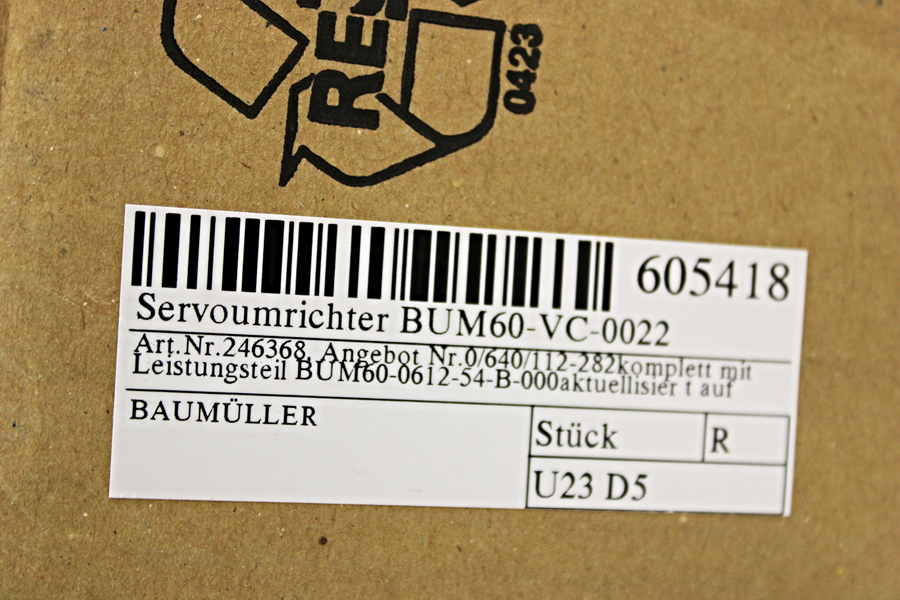 RES
0423
605418
Servoumrichter BUM60-VC-0022
Art.Nr.246368, Angebot Nr.0/640/112-282komplett mit
Leistungsteil BUM60-0612-54-B-000aktuellisier t auf
BAUMÜLLER
Stück
R
U23 D5